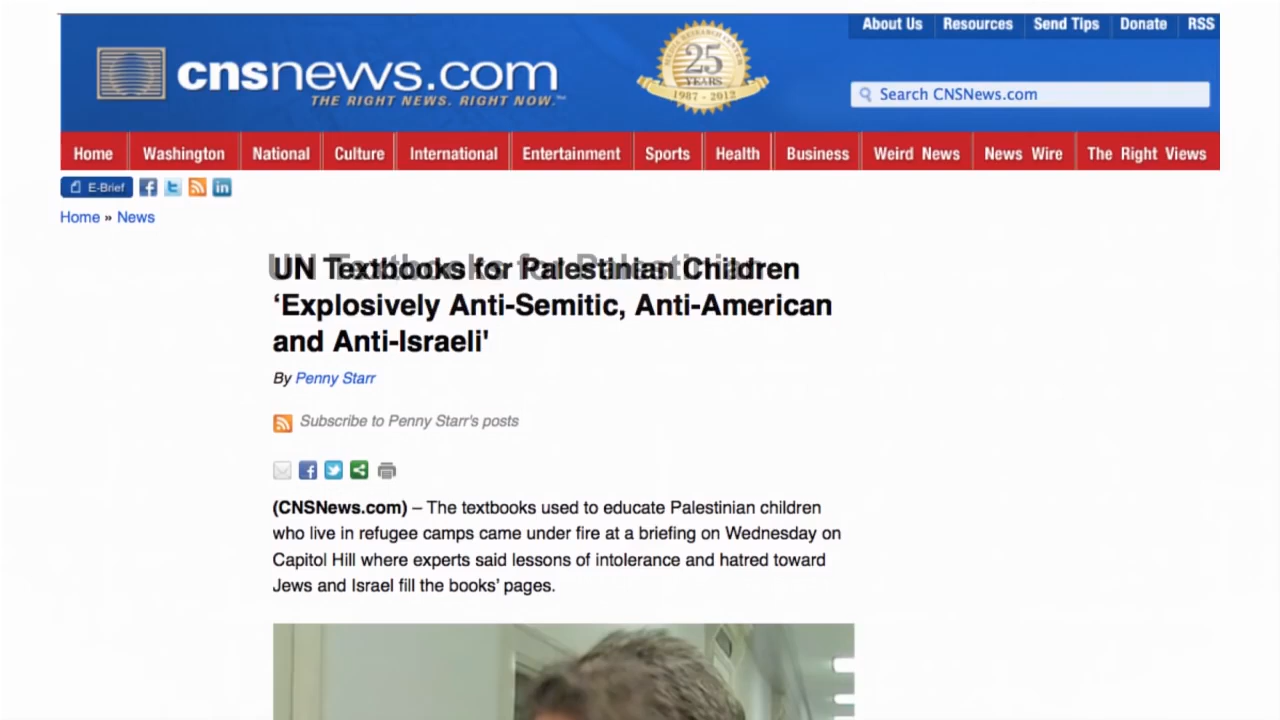 About Us Resources Send Tips Donate RSS
cnsnews.com
THE RIGHT NEWS. RIGHT NOW.™
25
YEARS
1987 - 2012
Search CNSNews.com
Home Washington National Culture International Entertainment Sports Health Business Weird News News Wire The Right Views
E-Brief
Home » News
UN Textbooks for Palestinian Children
‘Explosively Anti-Semitic, Anti-American
and Anti-Israeli'
By Penny Starr
Subscribe to Penny Starr's posts
(CNSNews.com) – The textbooks used to educate Palestinian children
who live in refugee camps came under fire at a briefing on Wednesday on
Capitol Hill where experts said lessons of intolerance and hatred toward
Jews and Israel fill the books’ pages.